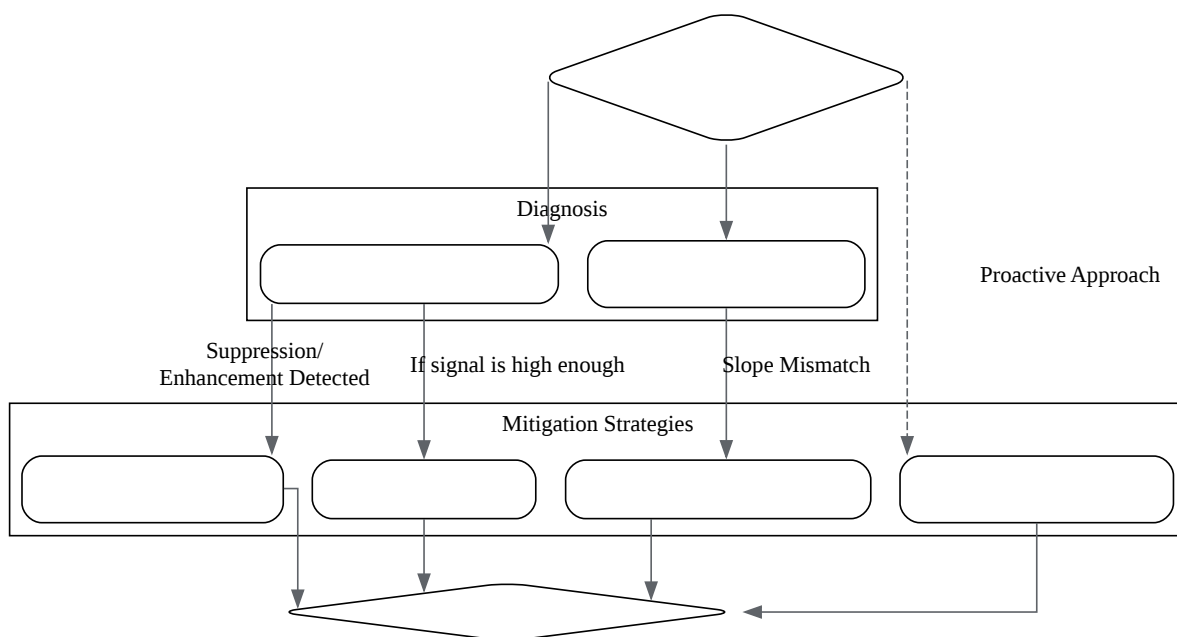 Diagnosis
Proactive Approach
Suppression/
Enhancement Detected
If signal is high enough
Slope Mismatch
Mitigation Strategies